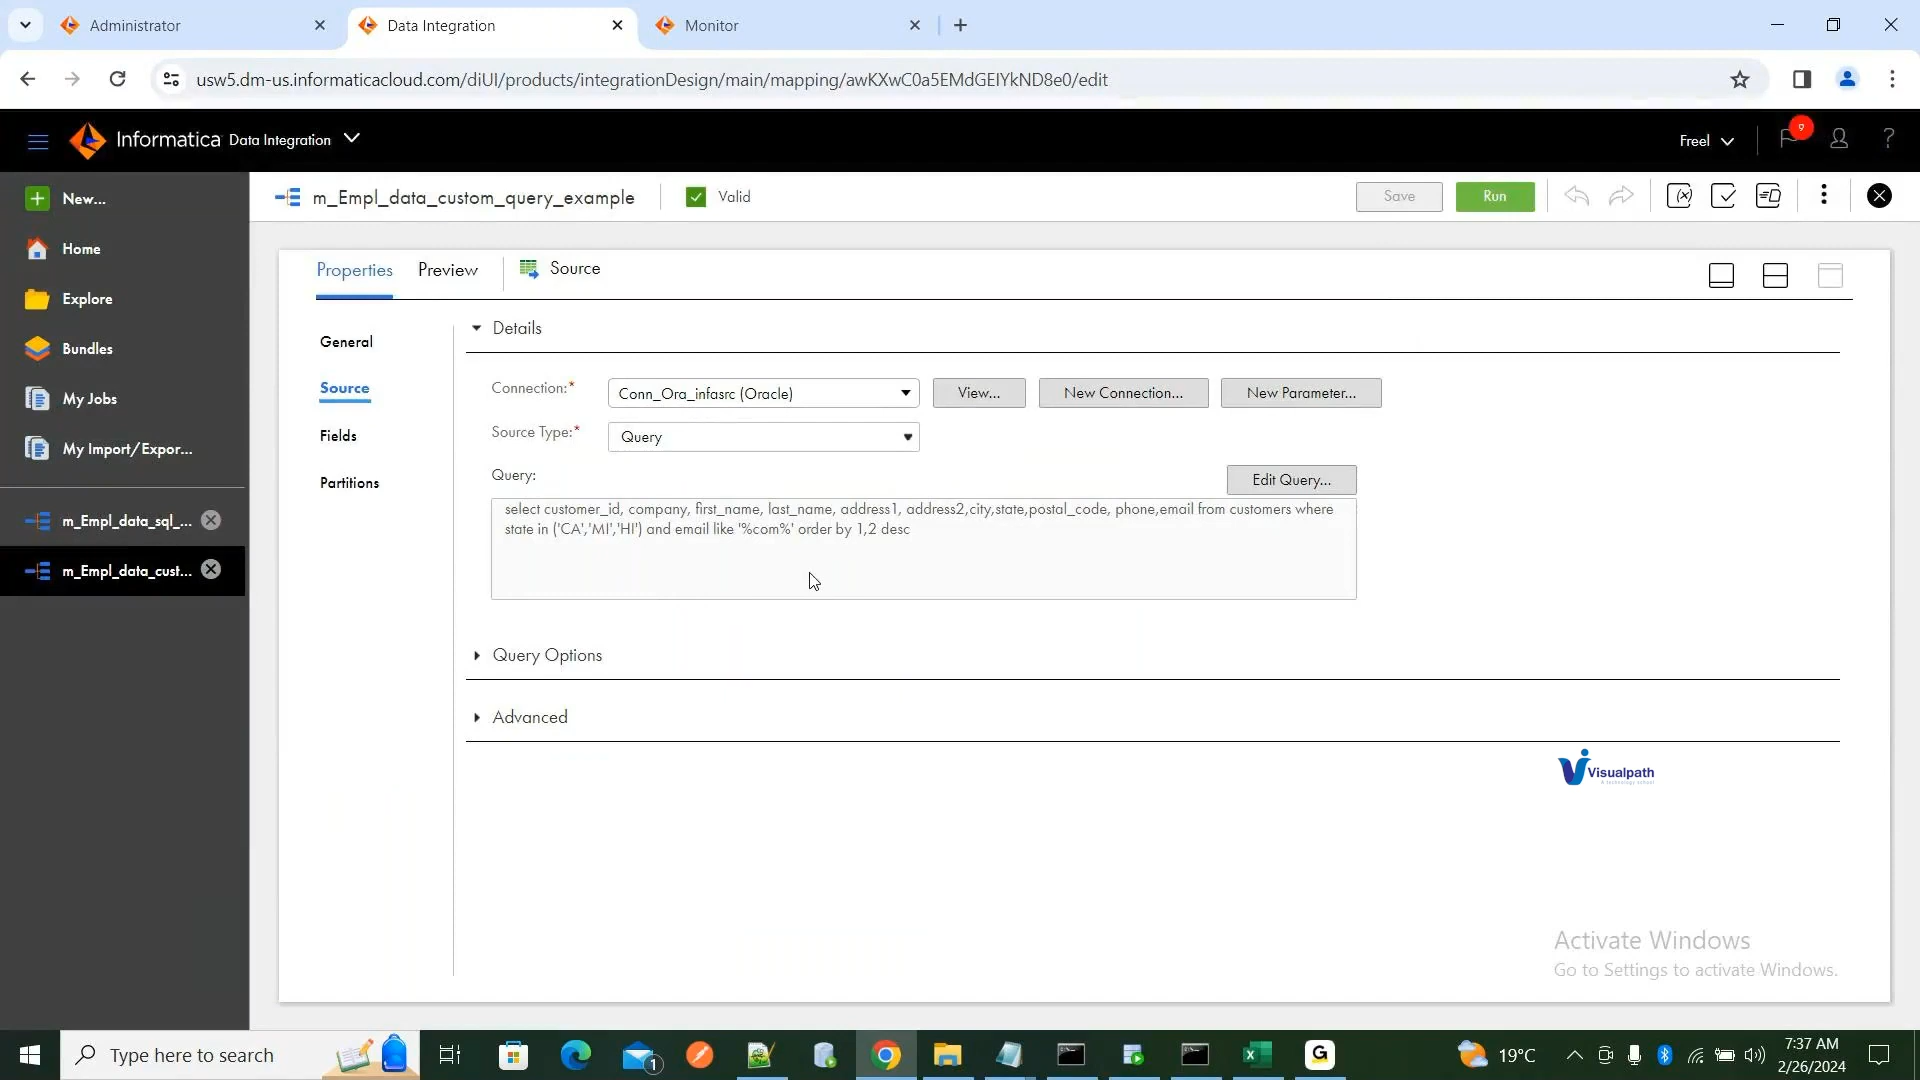 Administrator
Data Integration
Monitor
usw5.dm-us.informaticacloud.com/diUI/products/integrationDesign/main/mapping/awKXwC0a5EMdGEIYkND8e0/edit
Informatica Data Integration
Freel
9
?
New...
m_Empl_data_custom_query_example
Valid
Save
Run
Home
Explore
Bundles
My Jobs
My Import/Expor...
m_Empl_data_sql_...
m_Empl_data_cust...
Properties
Preview
Source
General
Source
Fields
Partitions
Details
Connection:*
Conn_Ora_infasrc (Oracle)
View...
New Connection...
New Parameter...
Source Type:*
Query
Query:
Edit Query...
select customer_id, company, first_name, last_name, address1, address2,city,state,postal_code, phone,email from customers where
state in ('CA','MI','HI') and email like '%com%' order by 1,2 desc
Query Options
Advanced
Visualpath
Activate Windows
Go to Settings to activate Windows.
Type here to search
1
G
19°C
7:37 AM
2/26/2024